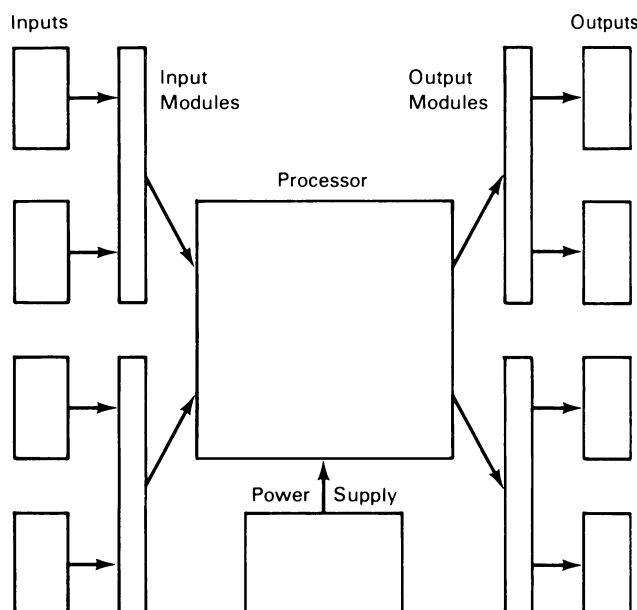 Inputs
Outputs
Input
Modules
Output
Modules
Processor
Power Supply